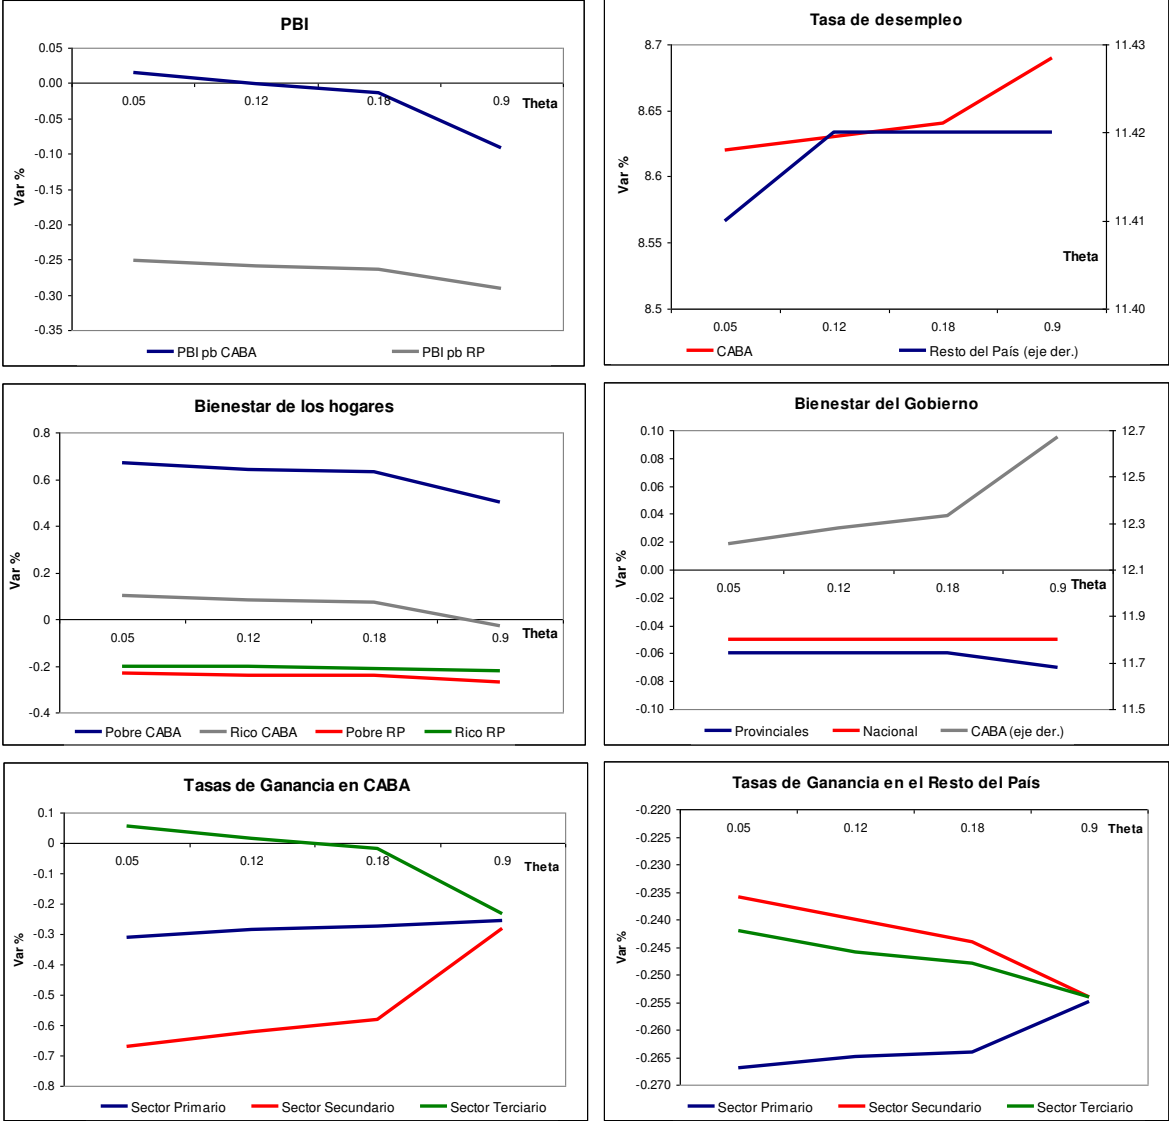 PBI
0.05
0.00
-0.05
-0.10
-0.15
-0.20
-0.25
-0.30
-0.35
Var %
0.05 0.12 0.18 0.9 Theta
PBI pb CABA PBI pb RP
Tasa de desempleo
8.7
8.65
8.6
8.55
8.5
Var %
11.43
11.42
11.41
11.40
Theta
0.05 0.12 0.18 0.9
CABA Resto del País (eje der.)
Bienestar de los hogares
0.8
0.6
0.4
0.2
0
-0.2
-0.4
Var %
0.05 0.12 0.18 0.9 Theta
Pobre CABA Rico CABA Pobre RP Rico RP
Bienestar del Gobierno
0.10
0.08
0.06
0.04
0.02
0.00
-0.02
-0.04
-0.06
-0.08
-0.10
Var %
12.7
12.5
12.3
12.1
11.9
11.7
11.5
0.05 0.12 0.18 0.9 Theta
Provinciales Nacional CABA (eje der.)
Tasas de Ganancia en CABA
0.1
0
-0.1
-0.2
-0.3
-0.4
-0.5
-0.6
-0.7
-0.8
Var %
0.05 0.12 0.18 0.9 Theta
Sector Primario Sector Secundario Sector Terciario
Tasas de Ganancia en el Resto del País
-0.220
-0.225
-0.230
-0.235
-0.240
-0.245
-0.250
-0.255
-0.260
-0.265
-0.270
Var %
0.05 0.12 0.18 0.9 Theta
Sector Primario Sector Secundario Sector Terciario